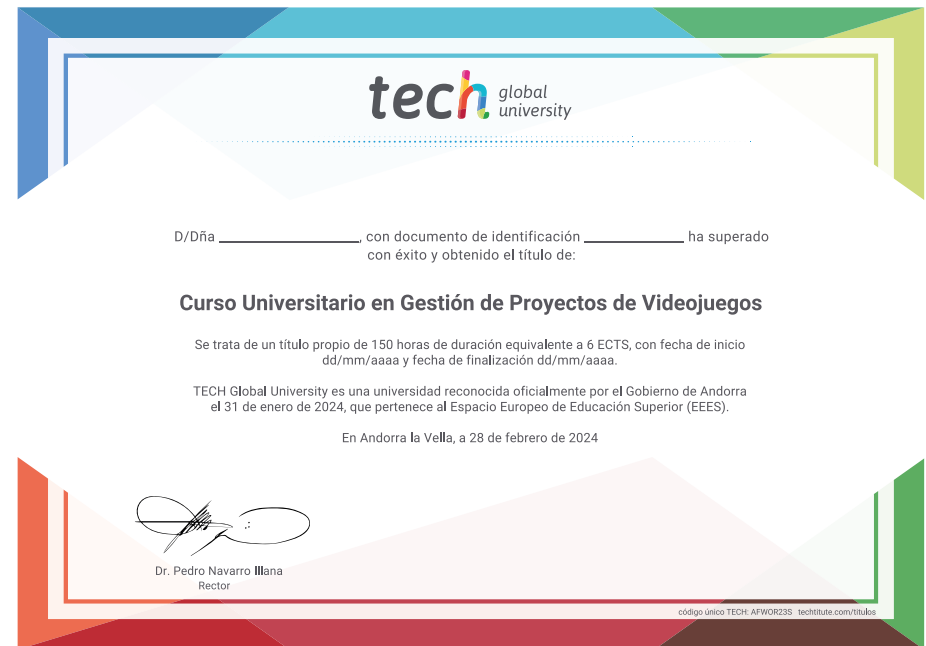 tech global university
D/Dña ____________________, con documento de identificación ______________ ha superado
con éxito y obtenido el título de:
Curso Universitario en Gestión de Proyectos de Videojuegos
Se trata de un título propio de 150 horas de duración equivalente a 6 ECTS, con fecha de inicio
dd/mm/aaaa y fecha de finalización dd/mm/aaaa.
TECH Global University es una universidad reconocida oficialmente por el Gobierno de Andorra
el 31 de enero de 2024, que pertenece al Espacio Europeo de Educación Superior (EEES).
En Andorra la Vella, a 28 de febrero de 2024
Dr. Pedro Navarro Illana
Rector
código único TECH: AFWOR23S techtitute.com/titulos